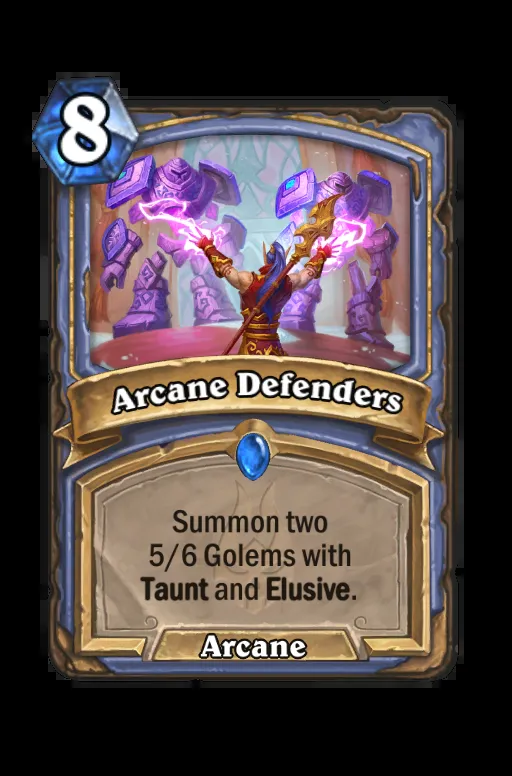 8
Arcane Defenders
Summon two
5/6 Golems with
Taunt and Elusive.
Arcane